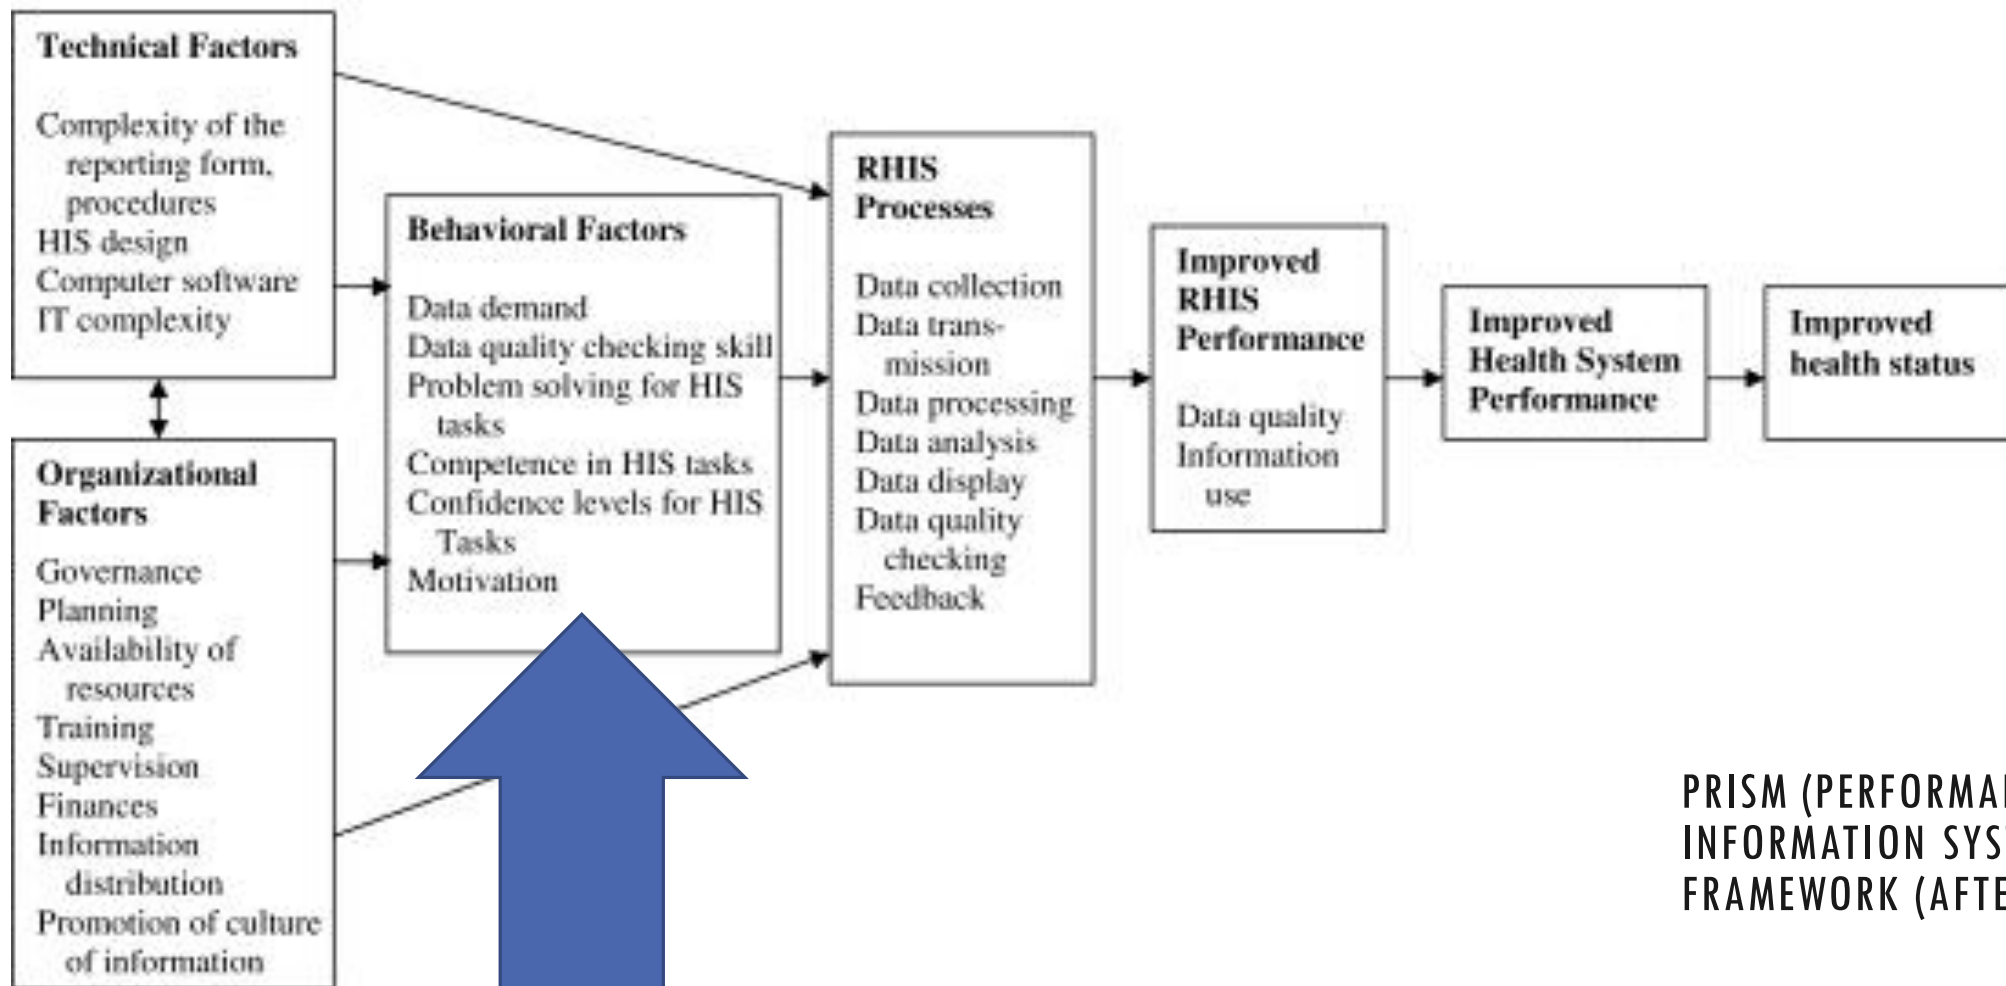 Technical Factors
Complexity of the
reporting form,
procedures
HIS design
Computer software
IT complexity
Organizational
Factors
Governance
Planning
Availability of
resources
Training
Supervision
Finances
Information
distribution
Promotion of culture
of information
Behavioral Factors
Data demand
Data quality checking skill
Problem solving for HIS
tasks
Competence in HIS tasks
Confidence levels for HIS
Tasks
Motivation
RHIS
Processes
Data collection
Data trans-
mission
Data processing
Data analysis
Data display
Data quality
checking
Feedback
Improved
RHIS
Performance
Data quality
Information
use
Improved
Health System
Performance
Improved
health status
PRISM
INFORMATION
FRAMEWORK